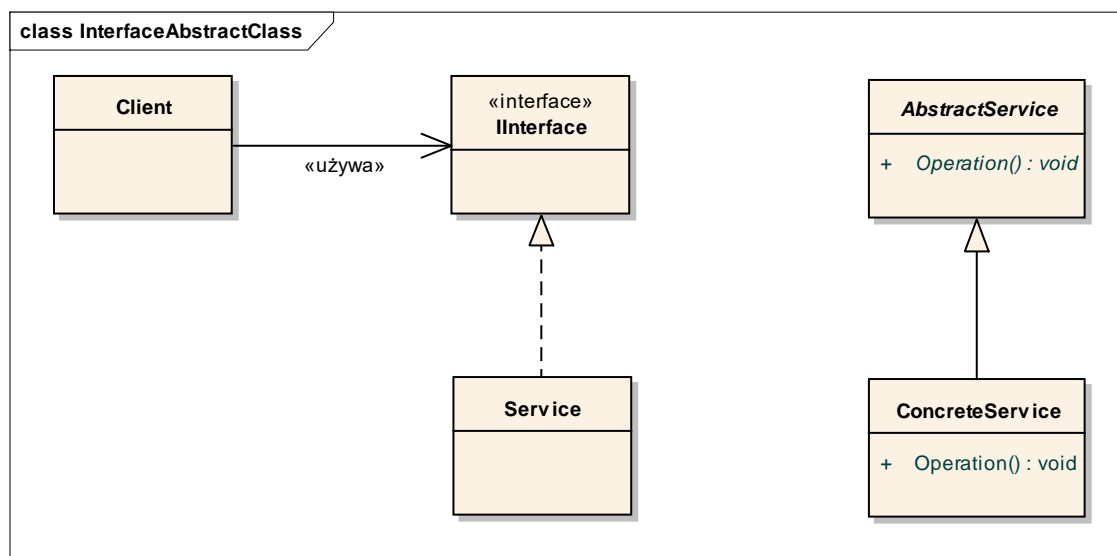 class InterfaceAbstractClass
Client
«interface»
IInterface
AbstractService
+ Operation() : void
«używa»
Service
ConcreteService
+ Operation() : void